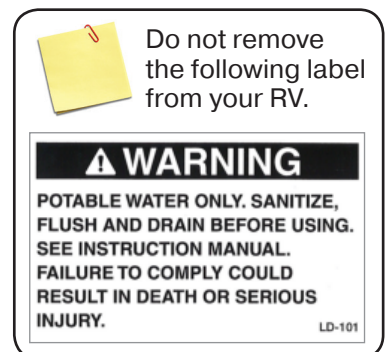 Do not remove
the following label
from your RV.
WARNING
POTABLE WATER ONLY. SANITIZE,
FLUSH AND DRAIN BEFORE USING.
SEE INSTRUCTION MANUAL.
FAILURE TO COMPLY COULD
RESULT IN DEATH OR SERIOUS
INJURY.
LD-101